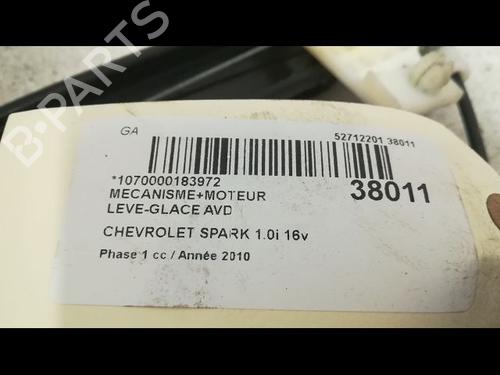 GA
52712201 38011
*1070000183972
MECANISME+MOTEUR
38011
LEVE-GLACE AVD
CHEVROLET SPARK 1.0i 16v
Phase 1 cc / Année 2010
B-PARTS